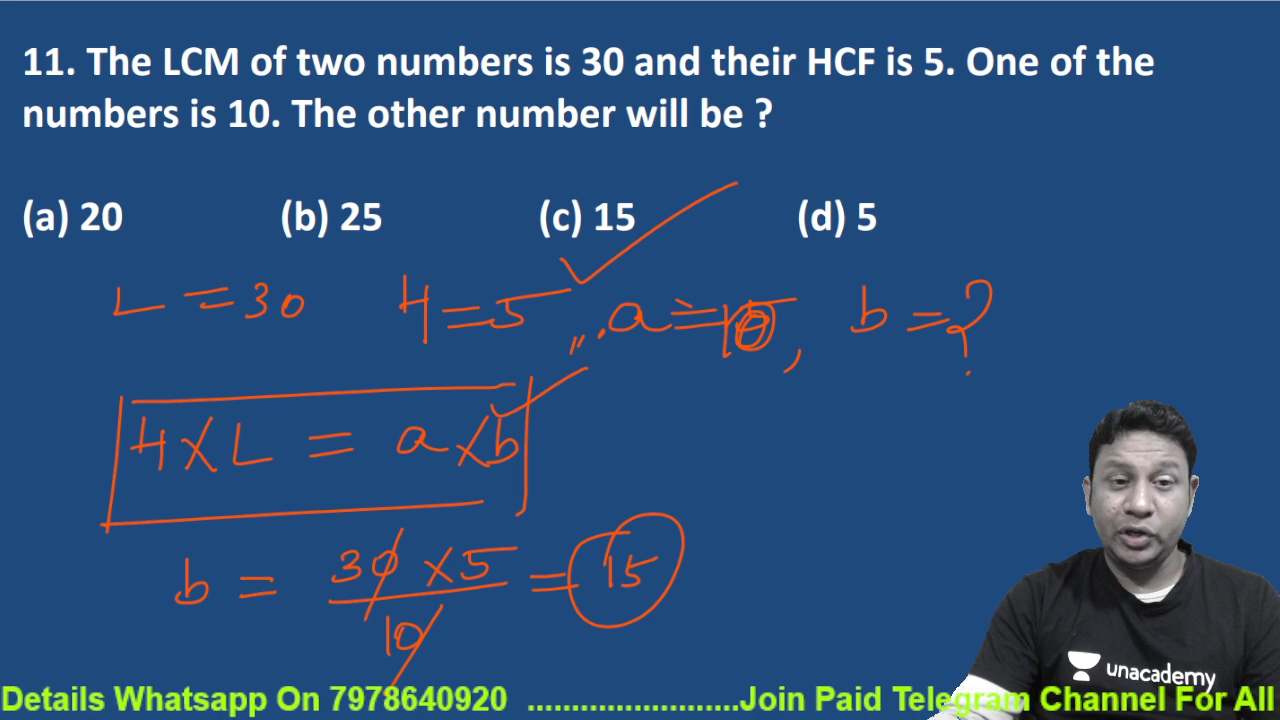 11. The LCM of two numbers is 30 and their HCF is 5. One of the
numbers is 10. The other number will be ?
(a) 20 (b) 25 (c) 15 (d) 5
L = 30 H = 5 , a = 10 , b = ?
H × L = a × b
b = 30 × 5 / 10 = 15
unacademy
Details Whatsapp On 7978640920 ........................Join Paid Telegram Channel For All